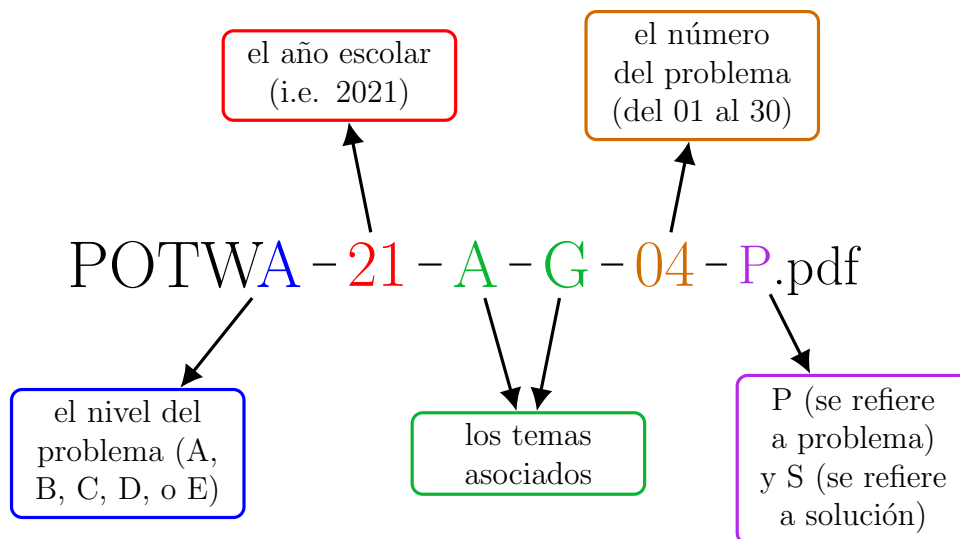 el año escolar
(i.e. 2021)
el número
del problema
(del 01 al 30)
POTWA - 21 - A - G - 04 - P.pdf
el nivel del
problema (A,
B, C, D, o E)
los temas
asociados
P (se refiere
a problema)
y S (se refiere
a solución)